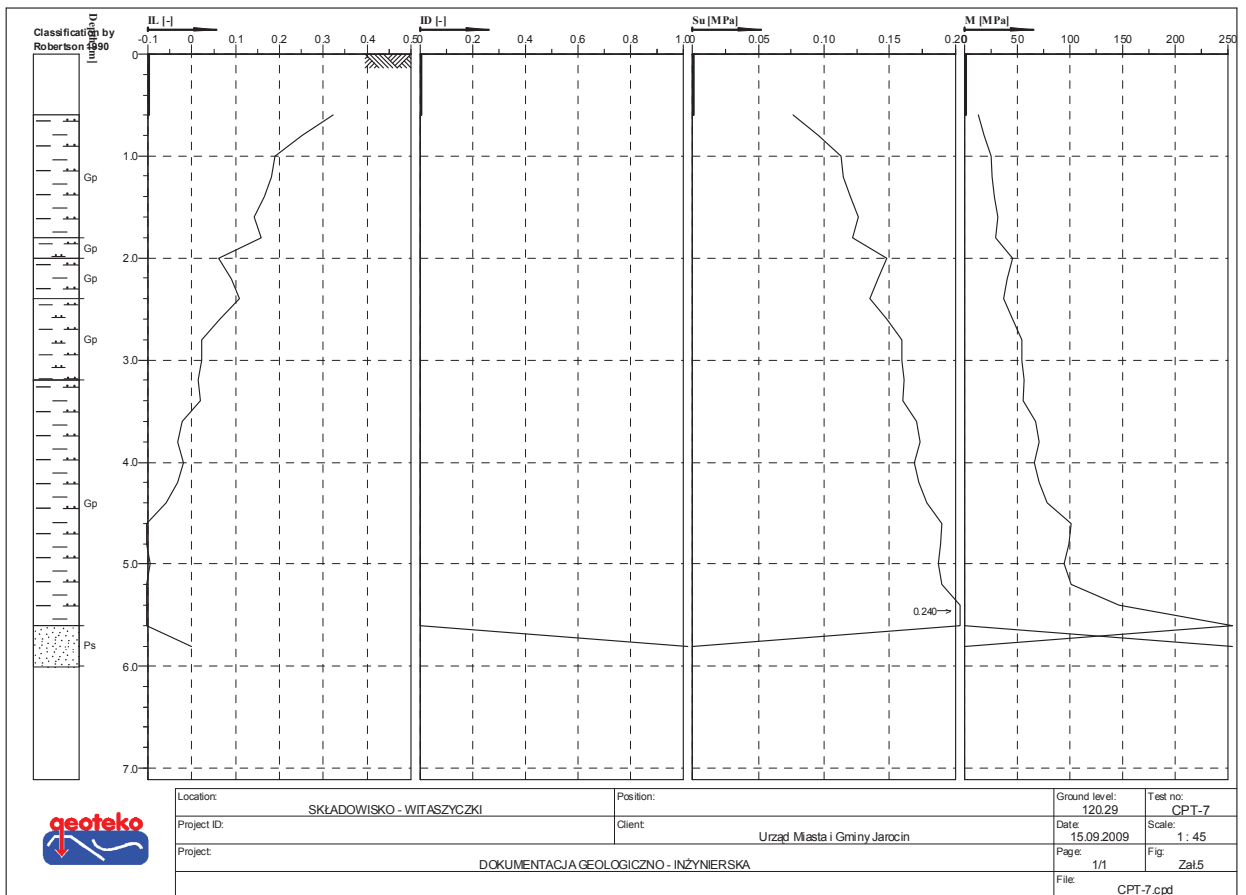 Classification by
Robertson 1990
Depth [m]
IL [-]
ID [-]
Su [MPa]
M [MPa]
-0.1 0 0.1 0.2 0.3 0.4 0.5
0 0.2 0.4 0.6 0.8 1.0
0 0.05 0.10 0.15 0.20
0 50 100 150 200 250
0
1.0
2.0
3.0
4.0
5.0
6.0
7.0
Gp
Gp
Gp
Gp
Gp
Ps
0.240
geoteko
Location:
SKŁADOWISKO - WITASZYCZKI
Position:
Ground level:
120.29
Test no:
CPT-7
Project ID:
Client:
Urząd Miasta i Gminy Jarocin
Date:
15.09.2009
Scale:
1 : 45
Project:
DOKUMENTACJA GEOLOGICZNO - INŻYNIERSKA
Page:
1/1
Fig:
Zał.5
File:
CPT-7.cpd